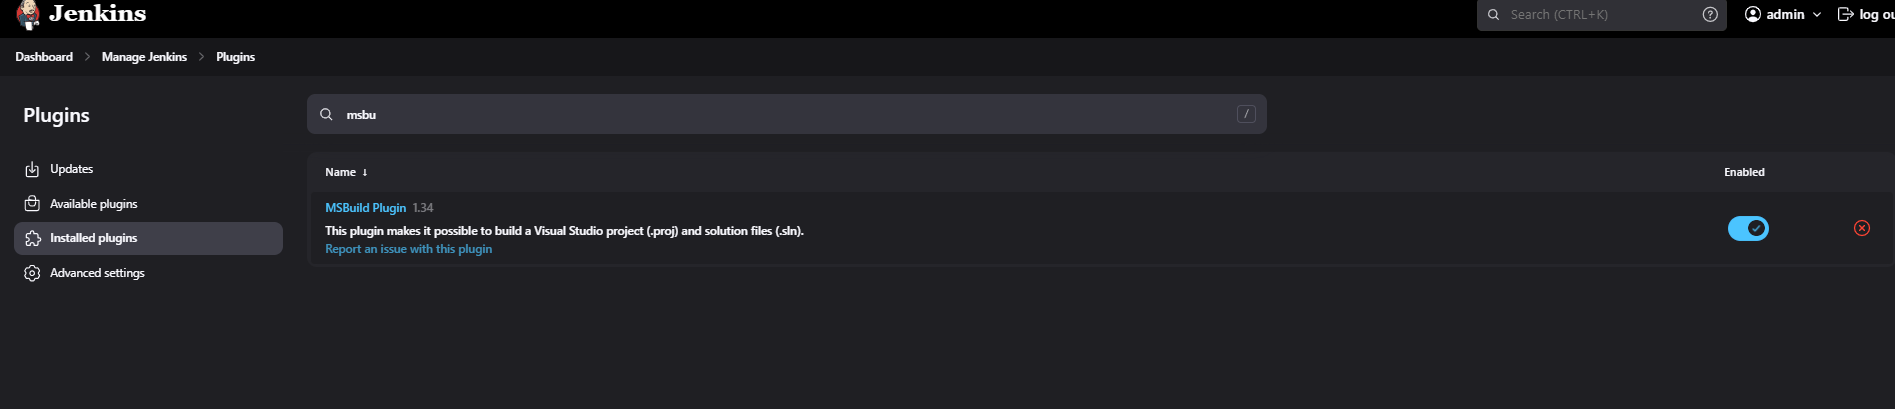 Jenkins
Search (CTRL+K)
admin
log ou
Dashboard > Manage Jenkins > Plugins
Plugins
msbu
/
Updates
Available plugins
Installed plugins
Advanced settings
Name ↓
Enabled
MSBuild Plugin 1.34
This plugin makes it possible to build a Visual Studio project (.proj) and solution files (.sln).
Report an issue with this plugin